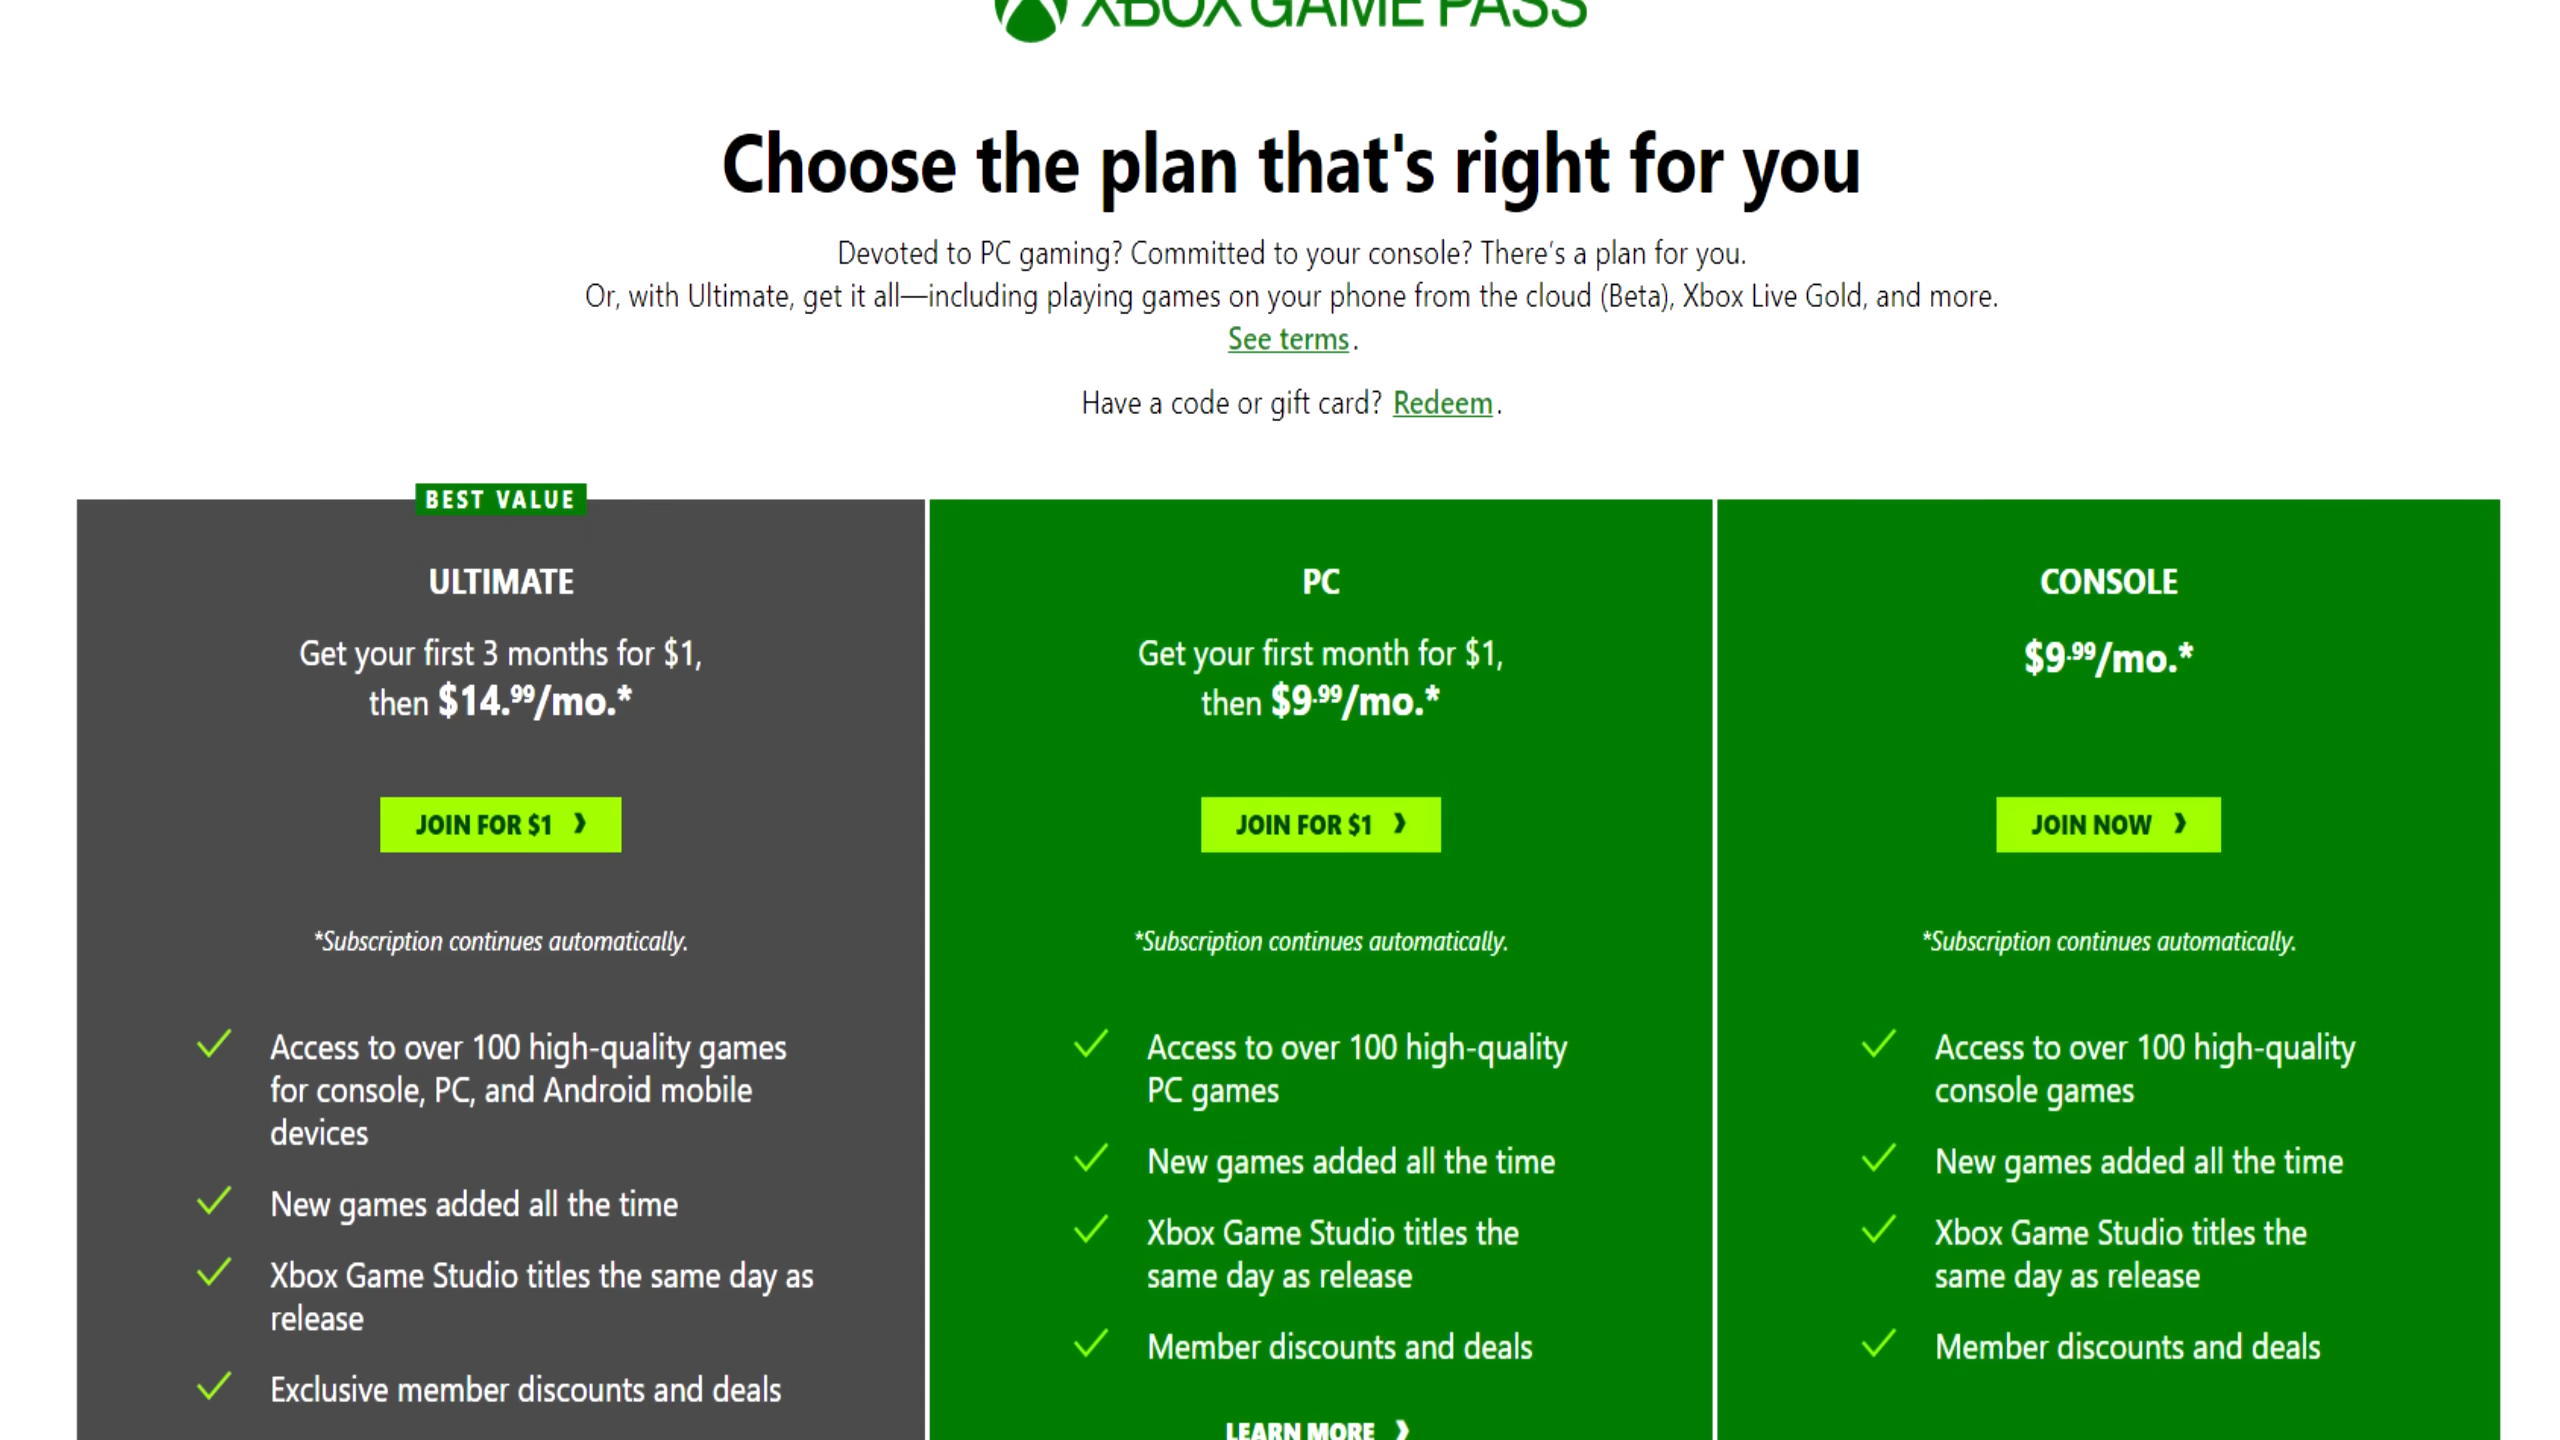 XBOX GAME PASS
Choose the plan that's right for you
Devoted to PC gaming? Committed to your console? There's a plan for you.
Or, with Ultimate, get it all—including playing games on your phone from the cloud (Beta), Xbox Live Gold, and more.
See terms.
Have a code or gift card? Redeem.
BEST VALUE
ULTIMATE
Get your first 3 months for $1,
then $14.99/mo.*
JOIN FOR $1 ❯
*Subscription continues automatically.
✓ Access to over 100 high-quality games
for console, PC, and Android mobile
devices
✓ New games added all the time
✓ Xbox Game Studio titles the same day as
release
✓ Exclusive member discounts and deals
PC
Get your first month for $1,
then $9.99/mo.*
JOIN FOR $1 ❯
*Subscription continues automatically.
✓ Access to over 100 high-quality
PC games
✓ New games added all the time
✓ Xbox Game Studio titles the
same day as release
✓ Member discounts and deals
LEARN MORE ❯
CONSOLE
$9.99/mo.*
JOIN NOW ❯
*Subscription continues automatically.
✓ Access to over 100 high-quality
console games
✓ New games added all the time
✓ Xbox Game Studio titles the
same day as release
✓ Member discounts and deals